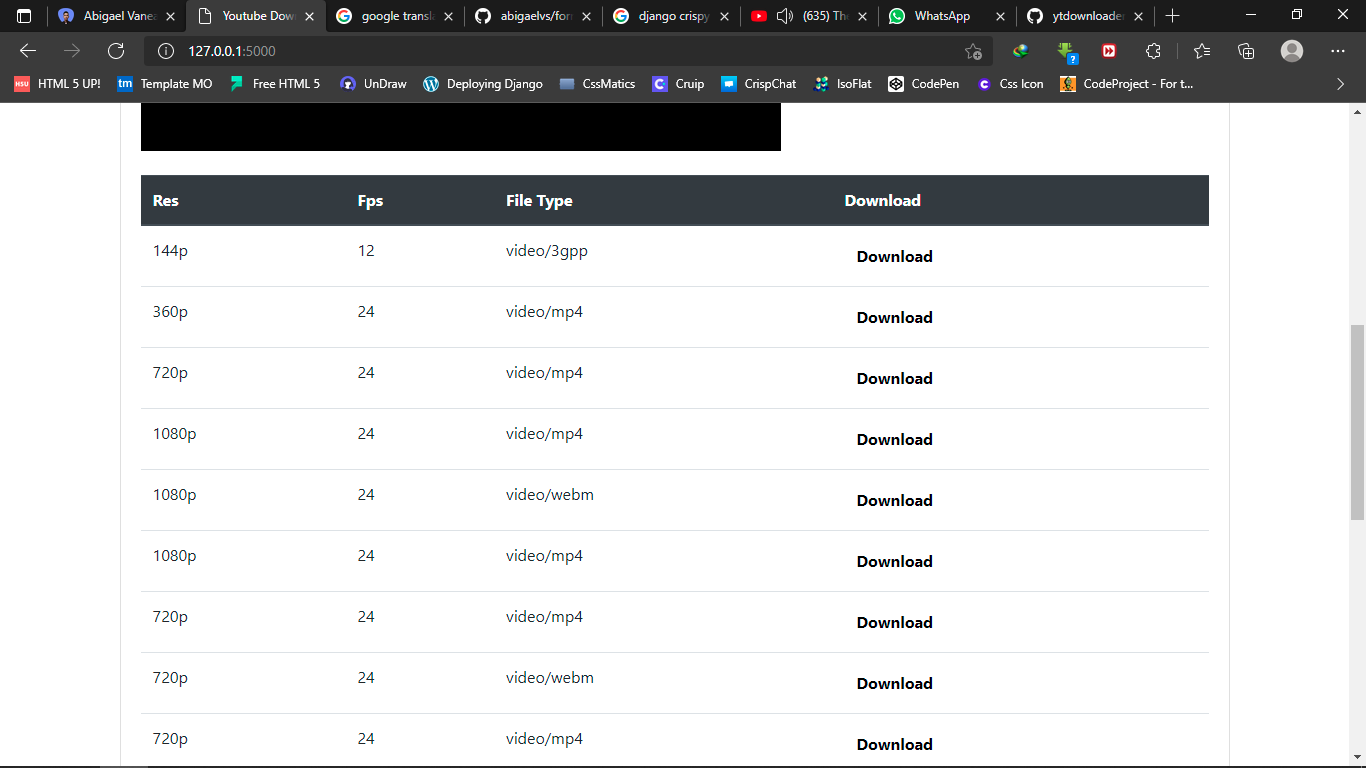 Abigael Vanea
Youtube Dow
google transla
abigaelvs/for
django crispy
(635) The
WhatsApp
ytdownloader
127.0.0.1:5000
?
HSU HTML 5 UP!
tm Template MO
Free HTML 5
UnDraw
Deploying Django
CssMatics
C Cruip
CrispChat
IsoFlat
CodePen
C Css Icon
CodeProject - For t...
Res Fps File Type Download
144p 12 video/3gpp Download
360p 24 video/mp4 Download
720p 24 video/mp4 Download
1080p 24 video/mp4 Download
1080p 24 video/webm Download
1080p 24 video/mp4 Download
720p 24 video/mp4 Download
720p 24 video/webm Download
720p 24 video/mp4 Download